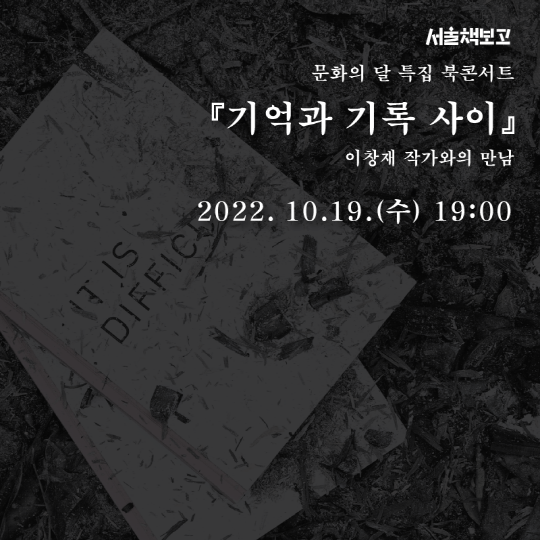 서울책보고
문화의 달 특집 북콘서트
『기억과 기록 사이』
이창재 작가와의 만남
2022. 10.19.(수) 19:00
IT IS
DIFFIC